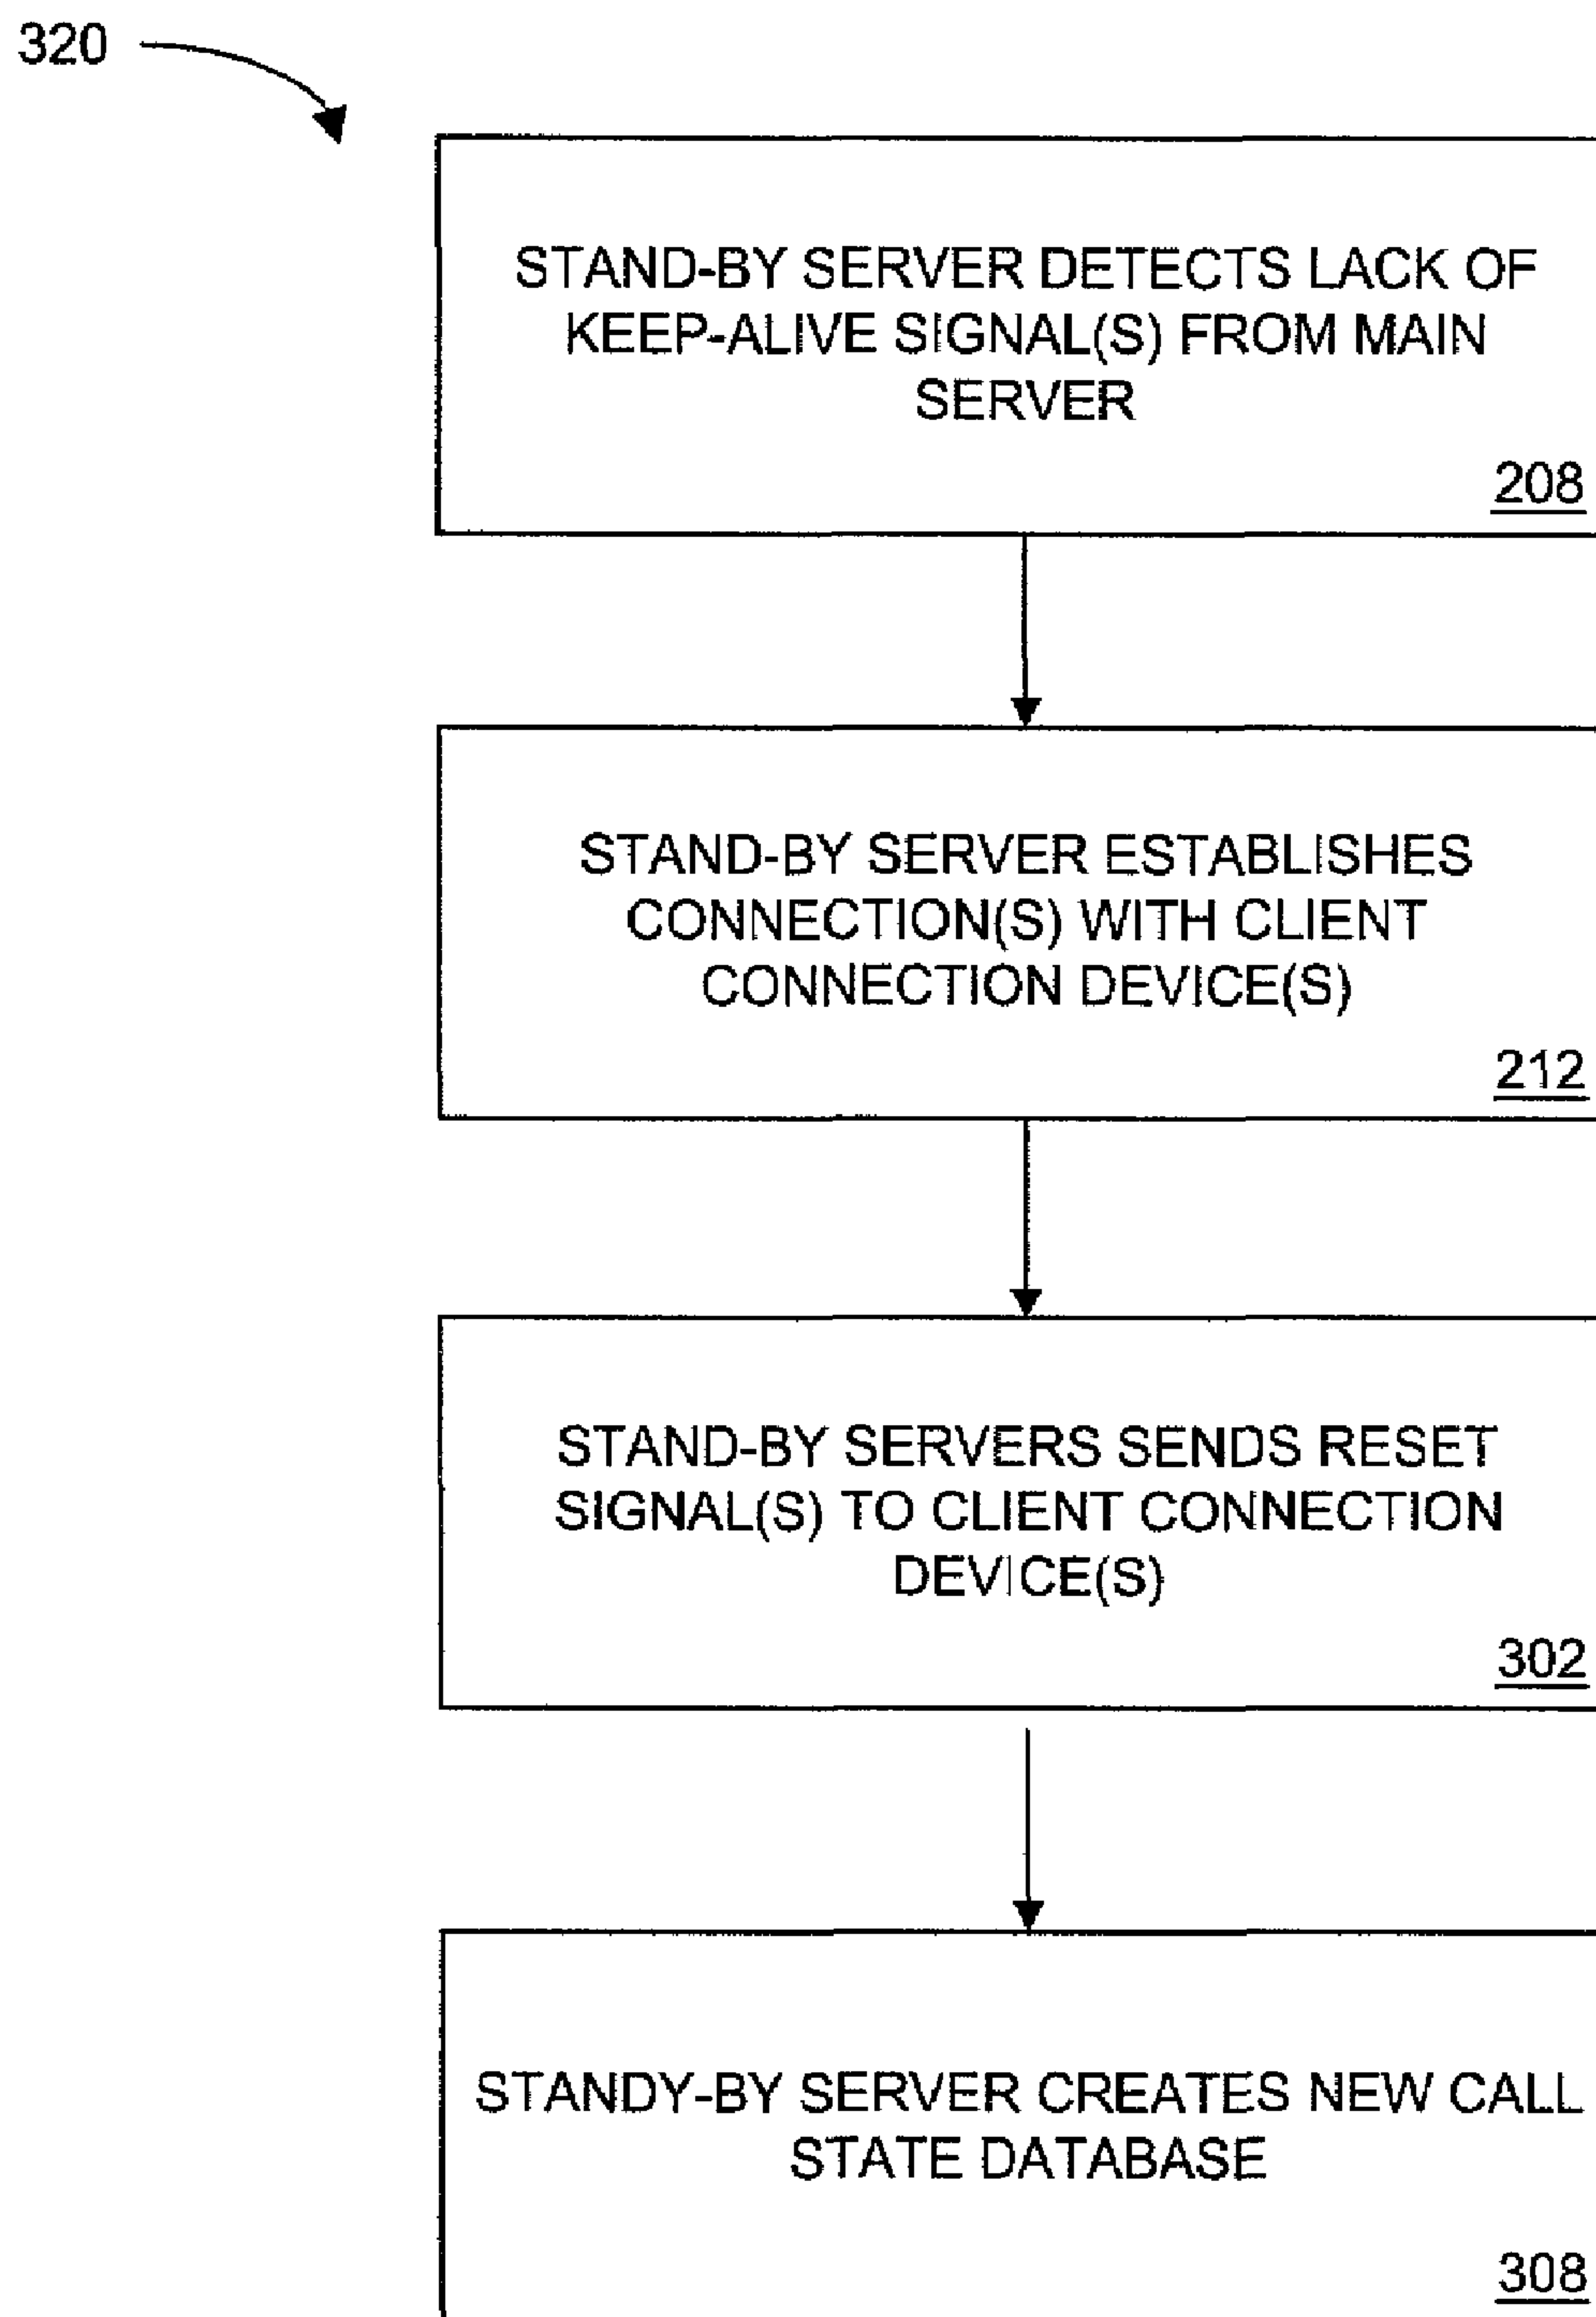 320
STAND-BY SERVER DETECTS LACK OF
KEEP-ALIVE SIGNAL(S) FROM MAIN
SERVER
208
STAND-BY SERVER ESTABLISHES
CONNECTION(S) WITH CLIENT
CONNECTION DEVICE(S)
212
STAND-BY SERVERS SENDS RESET
SIGNAL(S) TO CLIENT CONNECTION
DEVICE(S)
302
STANDY-BY SERVER CREATES NEW CALL
STATE DATABASE
308